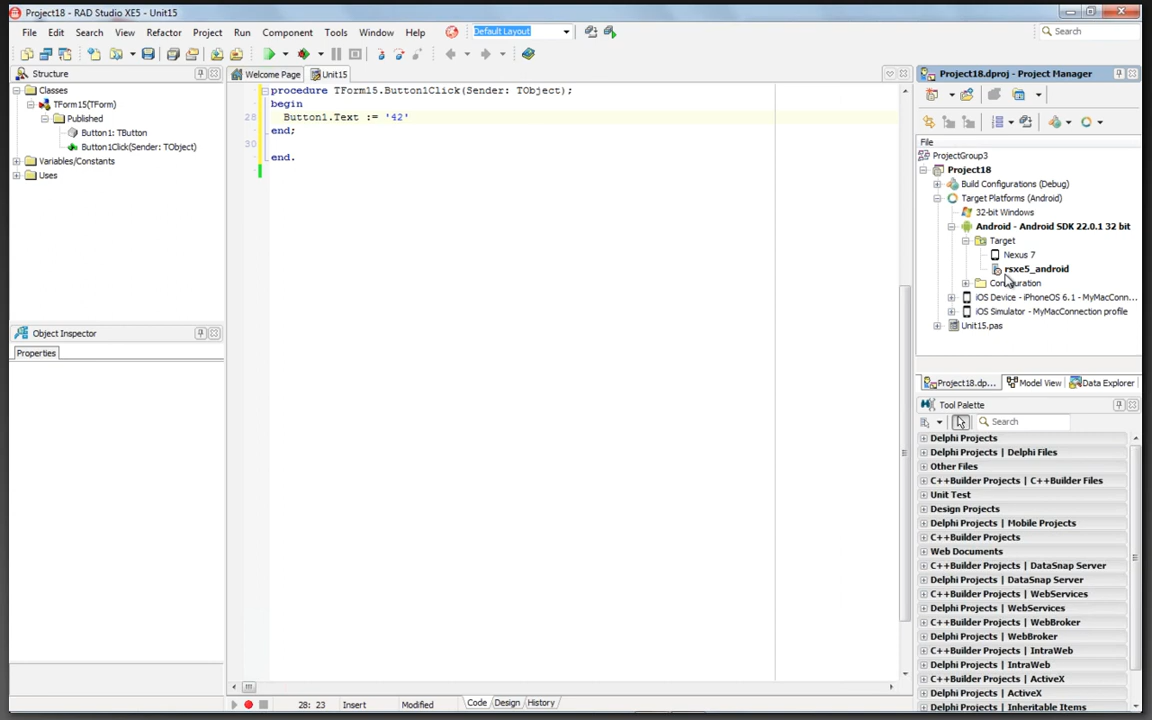 Project18 - RAD Studio XE5 - Unit15
File Edit Search View Refactor Project Run Component Tools Window Help
Default Layout
Search
Structure
Classes
TForm15(TForm)
Published
Button1: TButton
Button1Click(Sender: TObject)
Variables/Constants
Uses
Object Inspector
Properties
Welcome Page
Unit15
procedure TForm15.Button1Click(Sender: TObject);
begin
28 Button1.Text := '42'
end;
30
end.
28: 23 Insert Modified
Code Design History
Project18.dproj - Project Manager
File
ProjectGroup3
Project18
Build Configurations (Debug)
Target Platforms (Android)
32-bit Windows
Android - Android SDK 22.0.1 32 bit
Target
Nexus 7
rsxe5_android
Configuration
iOS Device - iPhoneOS 6.1 - MyMacConn...
iOS Simulator - MyMacConnection profile
Unit15.pas
Project18.dp... Model View Data Explorer
Tool Palette
Search
Delphi Projects
Delphi Projects | Delphi Files
Other Files
C++Builder Projects | C++Builder Files
Unit Test
Design Projects
Delphi Projects | Mobile Projects
C++Builder Projects
Web Documents
C++Builder Projects | DataSnap Server
Delphi Projects | DataSnap Server
C++Builder Projects | WebServices
Delphi Projects | WebServices
C++Builder Projects | WebBroker
Delphi Projects | WebBroker
C++Builder Projects | IntraWeb
Delphi Projects | IntraWeb
C++Builder Projects | ActiveX
Delphi Projects | ActiveX
C++Builder Projects | Inheritable Items